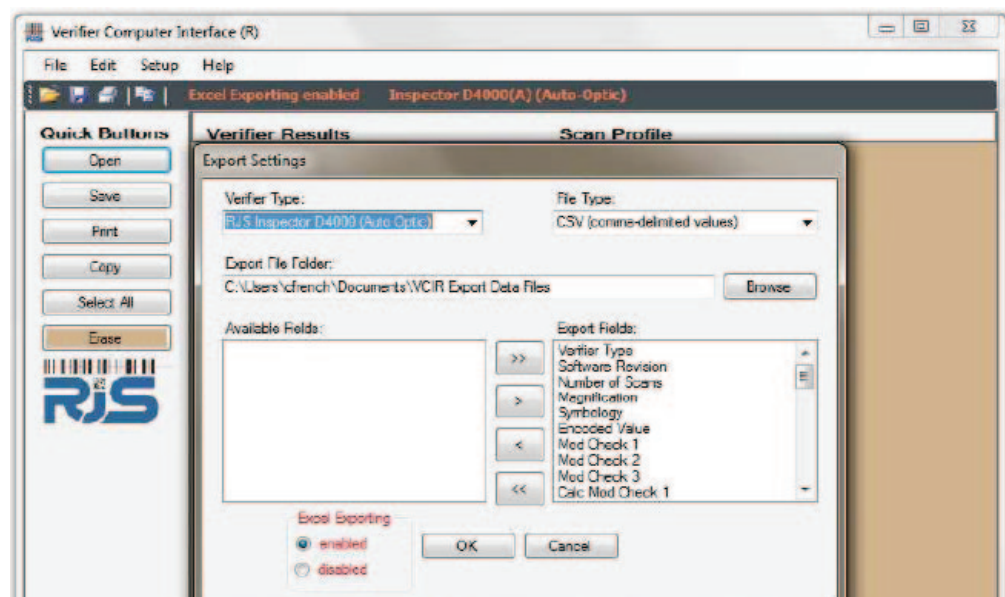 Verifier Computer Interface (R)
File Edit Setup Help
Excel Exporting enabled Inspector D4000(A) (Auto-Optic)
Quick Buttons
Verifier Results
Scan Profile
Open
Save
Print
Copy
Select All
Erase
RJS
Export Settings
Verifier Type:
RJS Inspector D4000 (Auto Optic)
File Type:
CSV (comma-delimited values)
Export File Folder:
C:\Users\cfrench\Documents\VCIR Export Data Files
Browse
Available Fields:
>>
>
<
<<
Export Fields:
Verifier Type
Software Revision
Number of Scans
Magnification
Symbology
Encoded Value
Mod Check 1
Mod Check 2
Mod Check 3
Calc Mod Check 1
Excel Exporting
enabled
disabled
OK
Cancel